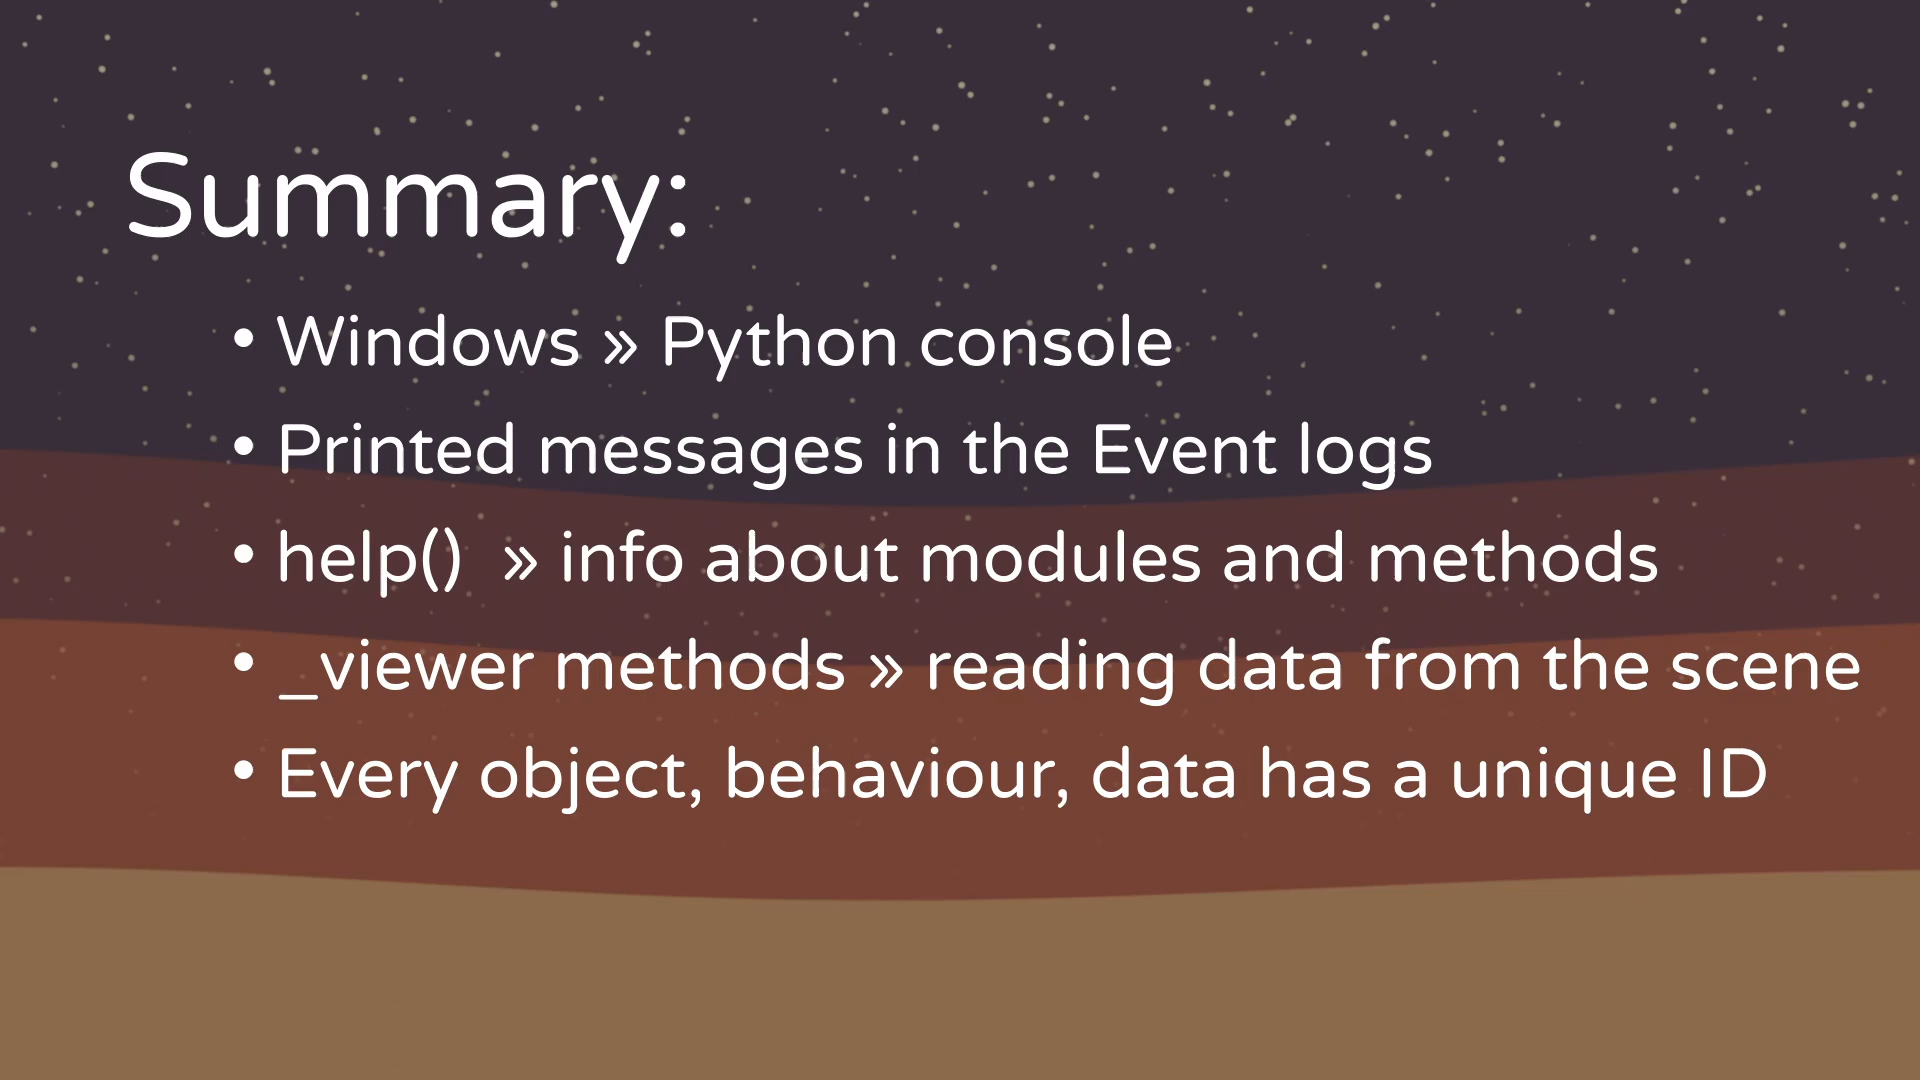 Summary:
• Windows » Python console
• Printed messages in the Event logs
• help() » info about modules and methods
• _viewer methods » reading data from the scene
• Every object, behaviour, data has a unique ID